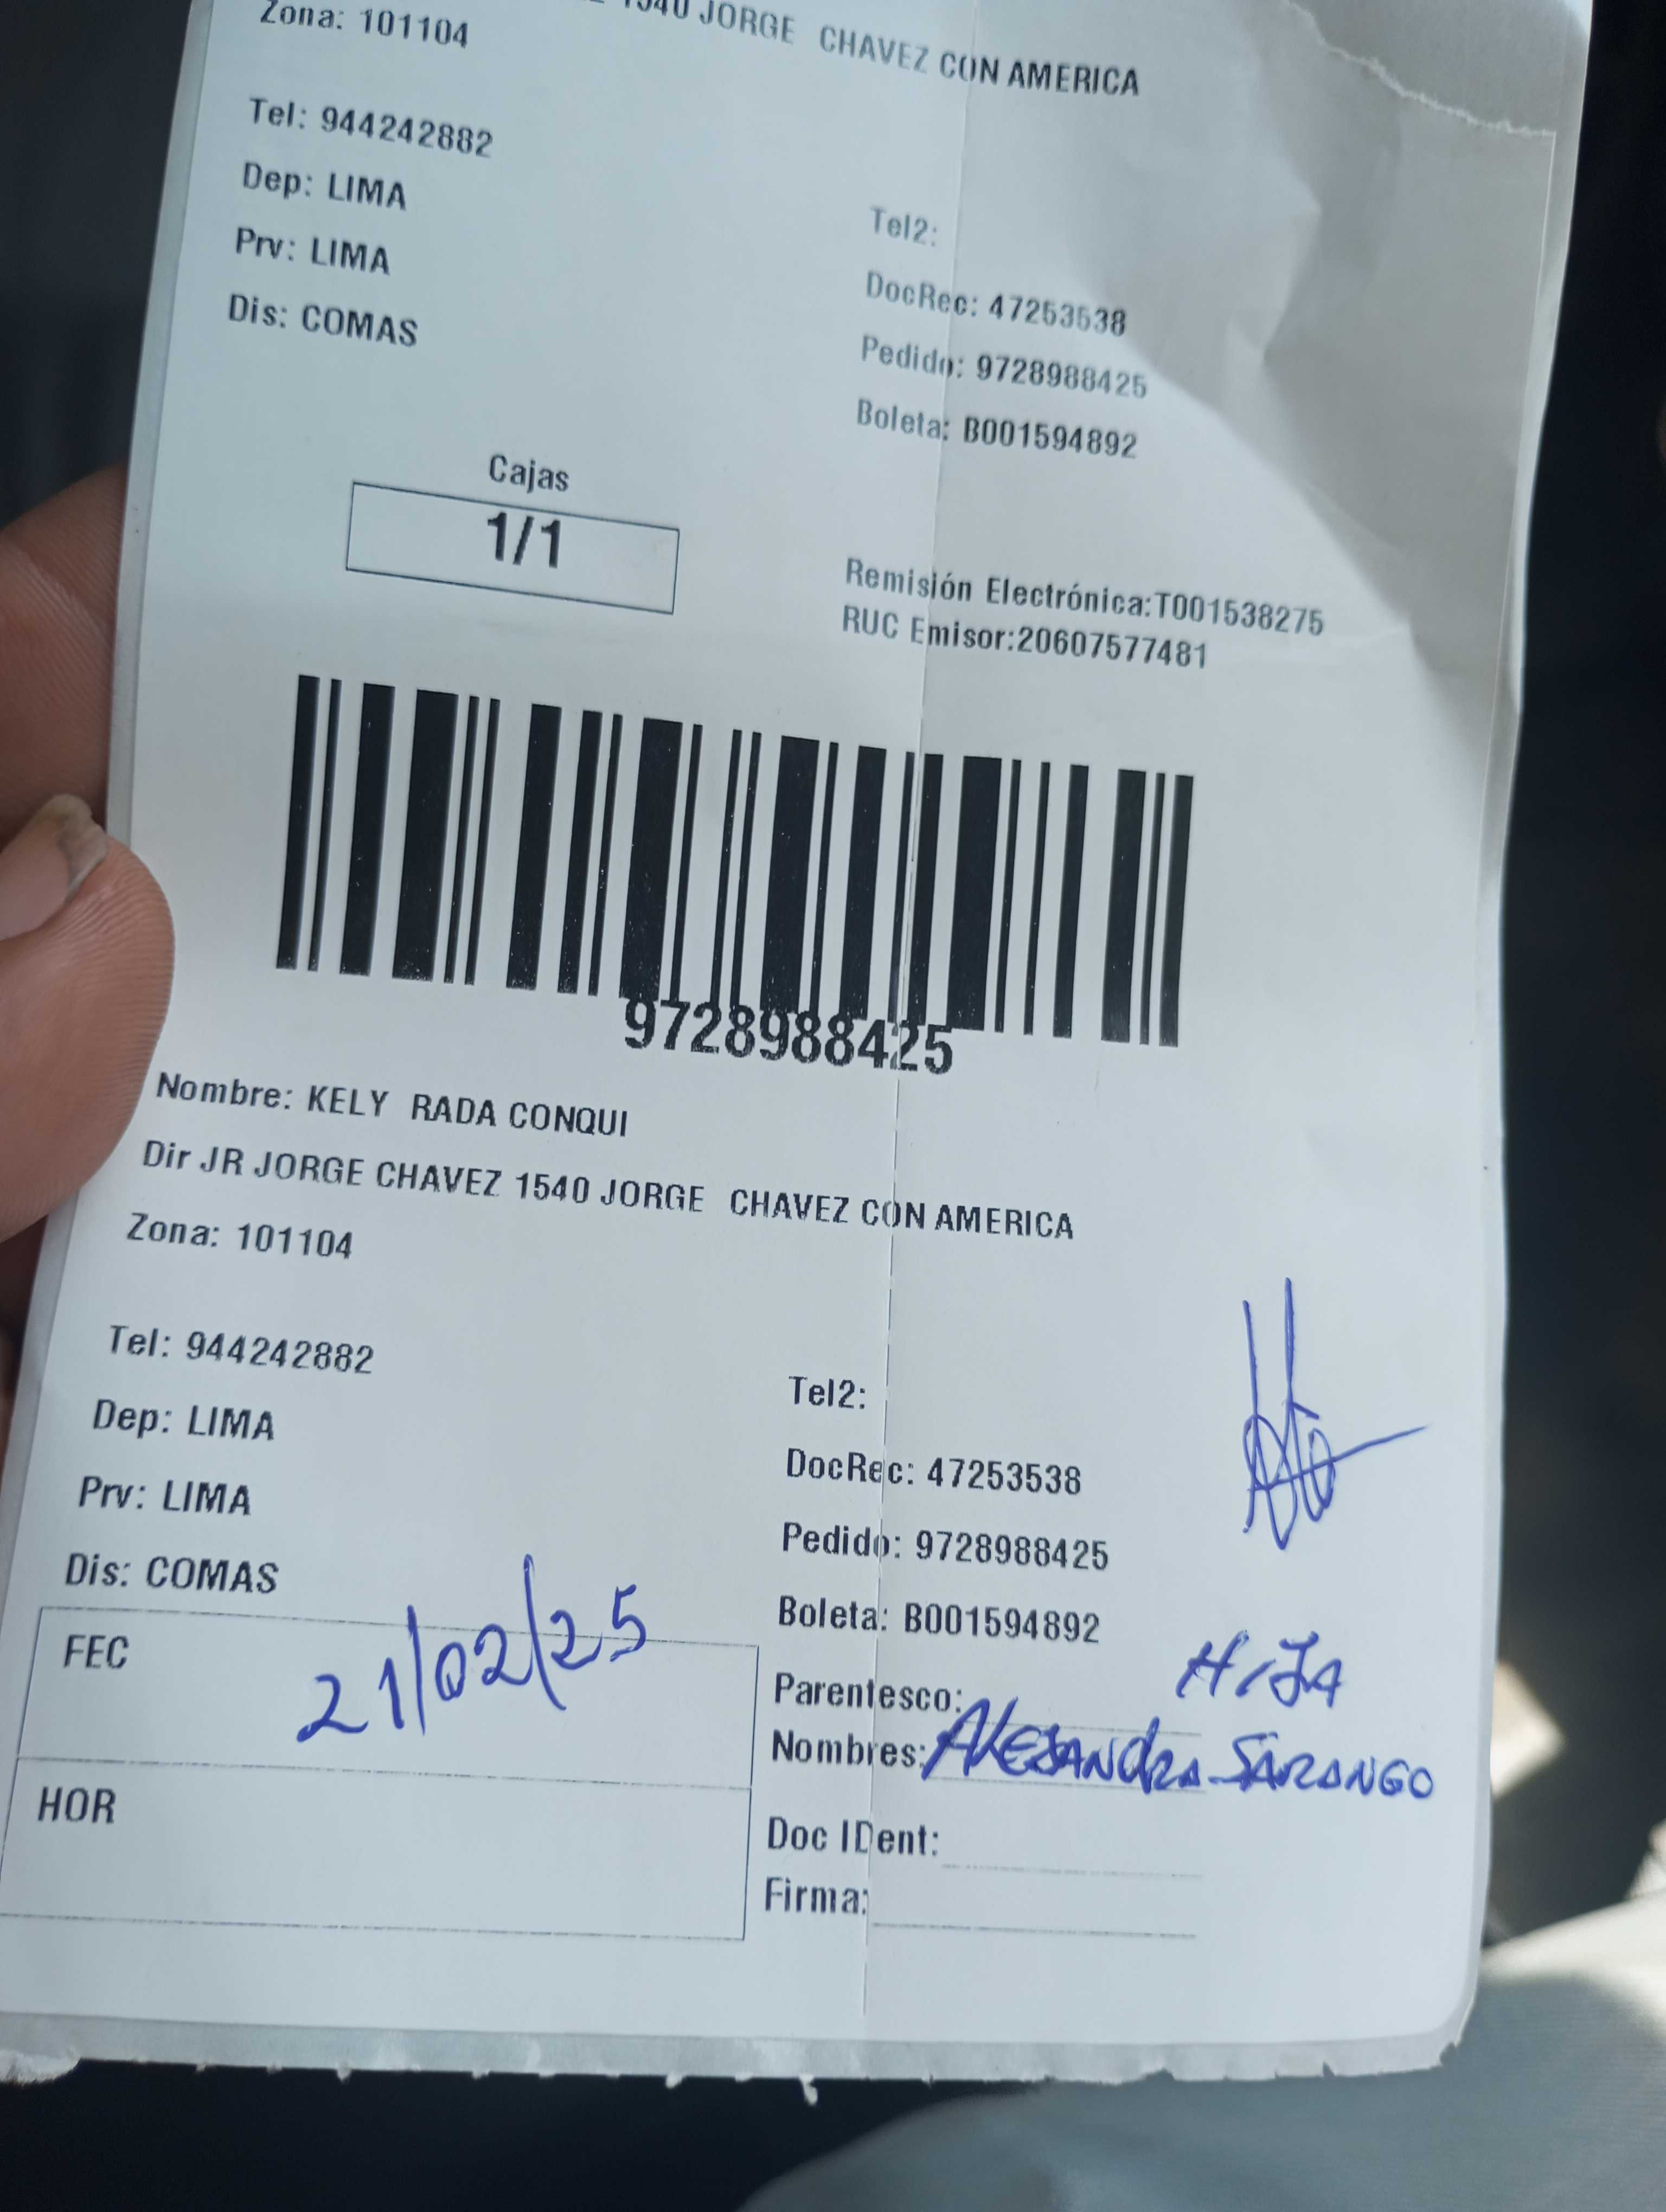 1540 JORGE CHAVEZ CON AMERICA
Zona: 101104
Tel: 944242882
Dep: LIMA
Tel2:
Prv: LIMA
DocRec: 47253538
Dis: COMAS
Pedido: 9728988425
Boleta: B001594892
Cajas
1/1
Remisión Electrónica:T001538275
RUC Emisor:20607577481
9728988425
Nombre: KELY RADA CONQUI
Dir JR JORGE CHAVEZ 1540 JORGE CHAVEZ CON AMERICA
Zona: 101104
Tel: 944242882
Tel2:
Dep: LIMA
DocRec: 47253538
Prv: LIMA
Pedido: 9728988425
Dis: COMAS
Boleta: B001594892
FEC 21/02/25
Parentesco: HIJA
Nombres: ALEJANDRA SARANGO
HOR
Doc IDent:
Firma: